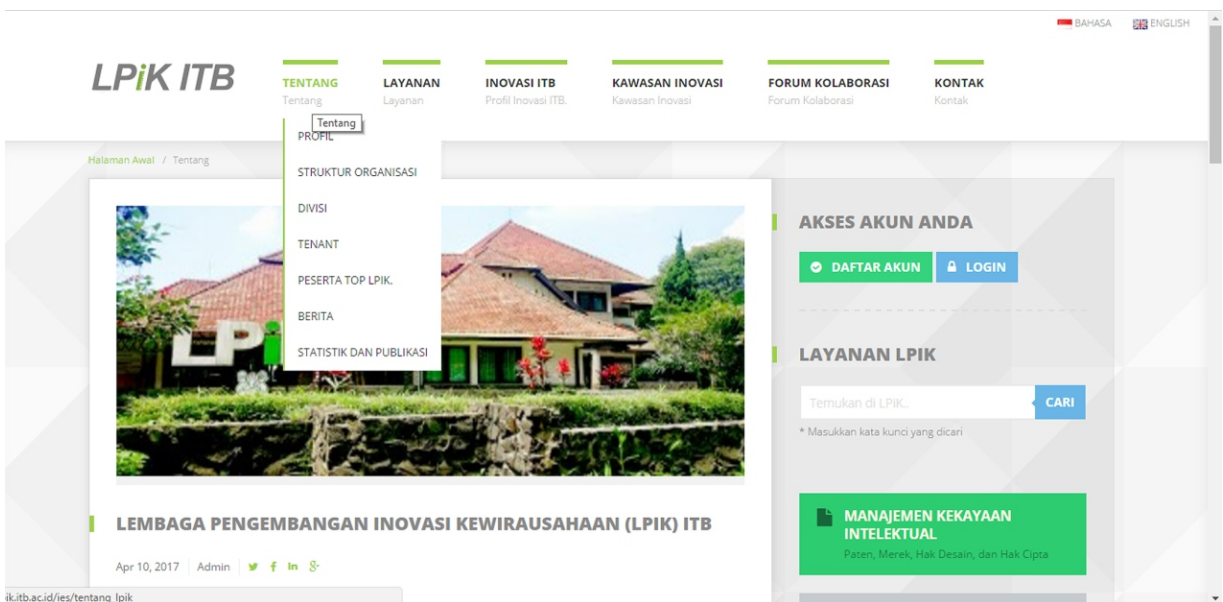 BAHASA ENGLISH
LPiK ITB
TENTANG LAYANAN INOVASI ITB KAWASAN INOVASI FORUM KOLABORASI KONTAK
Tentang Layanan Profil Inovasi ITB. Kawasan Inovasi Forum Kolaborasi Kontak
Tentang
PROFIL
STRUKTUR ORGANISASI
DIVISI
TENANT
PESERTA TOP LPIK.
BERITA
STATISTIK DAN PUBLIKASI
Halaman Awal / Tentang
LPi
LEMBAGA PENGEMBANGAN INOVASI KEWIRAUSAHAAN (LPIK) ITB
Apr 10, 2017 Admin
AKSES AKUN ANDA
DAFTAR AKUN LOGIN
LAYANAN LPIK
Temukan di LPiK.. CARI
* Masukkan kata kunci yang dicari
MANAJEMEN KEKAYAAN
INTELEKTUAL
Paten, Merek, Hak Desain, dan Hak Cipta
ik.itb.ac.id/ies/tentang_lpik